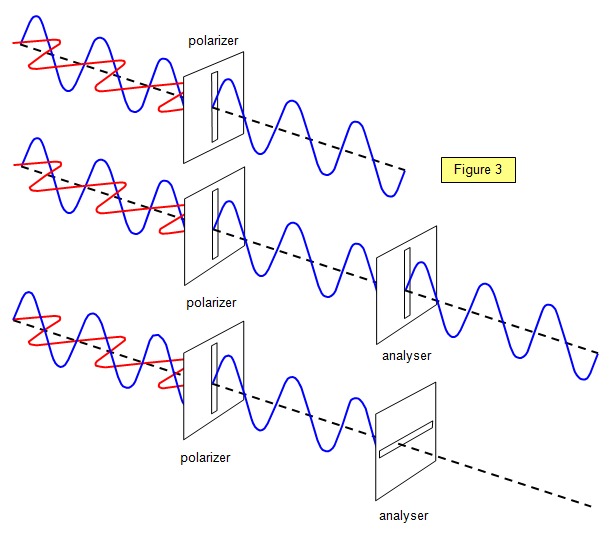 polarizer
Figure 3
polarizer
analyser
polarizer
analyser